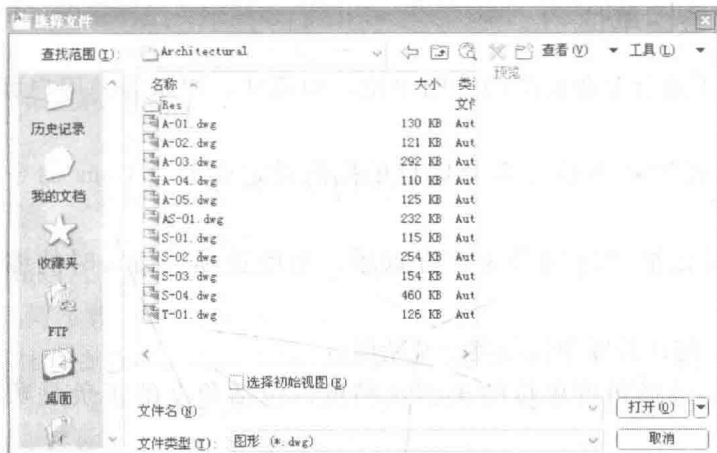 选择文件
查找范围(I): Architectural 查看(V) 工具(L)
预览
名称 大小 类
Res 文件
A-01.dwg 130 KB Aut
A-02.dwg 121 KB Aut
A-03.dwg 292 KB Aut
A-04.dwg 110 KB Aut
A-05.dwg 125 KB Aut
AS-01.dwg 232 KB Aut
S-01.dwg 115 KB Aut
S-02.dwg 254 KB Aut
S-03.dwg 154 KB Aut
S-04.dwg 460 KB Aut
T-01.dwg 126 KB Aut
历史记录
我的文档
收藏夹
FTP
桌面
选择初始视图(E)
文件名(N) 打开(O)
文件类型(T): 图形 (*.dwg) 取消